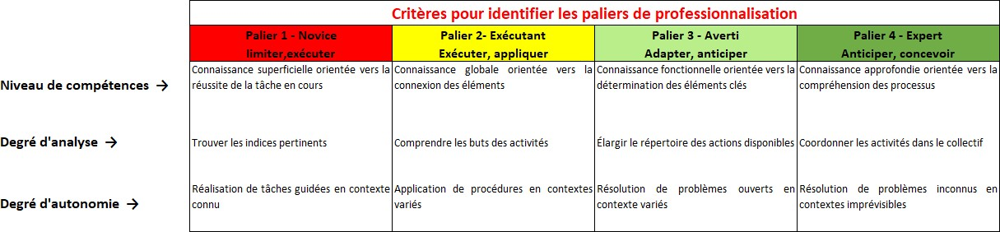 Critères pour identifier les paliers de professionnalisation
Palier 1 - Novice
limiter,exécuter
Palier 2- Exécutant
Exécuter, appliquer
Palier 3 - Averti
Adapter, anticiper
Palier 4 - Expert
Anticiper, concevoir
Niveau de compétences →
Connaissance superficielle orientée vers la
réussite de la tâche en cours
Connaissance globale orientée vers la
connexion des éléments
Connaissance fonctionnelle orientée vers la
détermination des éléments clés
Connaissance approfondie orientée vers la
compréhension des processus
Degré d'analyse →
Trouver les indices pertinents
Comprendre les buts des activités
Élargir le répertoire des actions disponibles
Coordonner les activités dans le collectif
Degré d'autonomie →
Réalisation de tâches guidées en contexte
connu
Application de procédures en contextes
variés
Résolution de problèmes ouverts en
contexte variés
Résolution de problèmes inconnus en
contextes imprévisibles